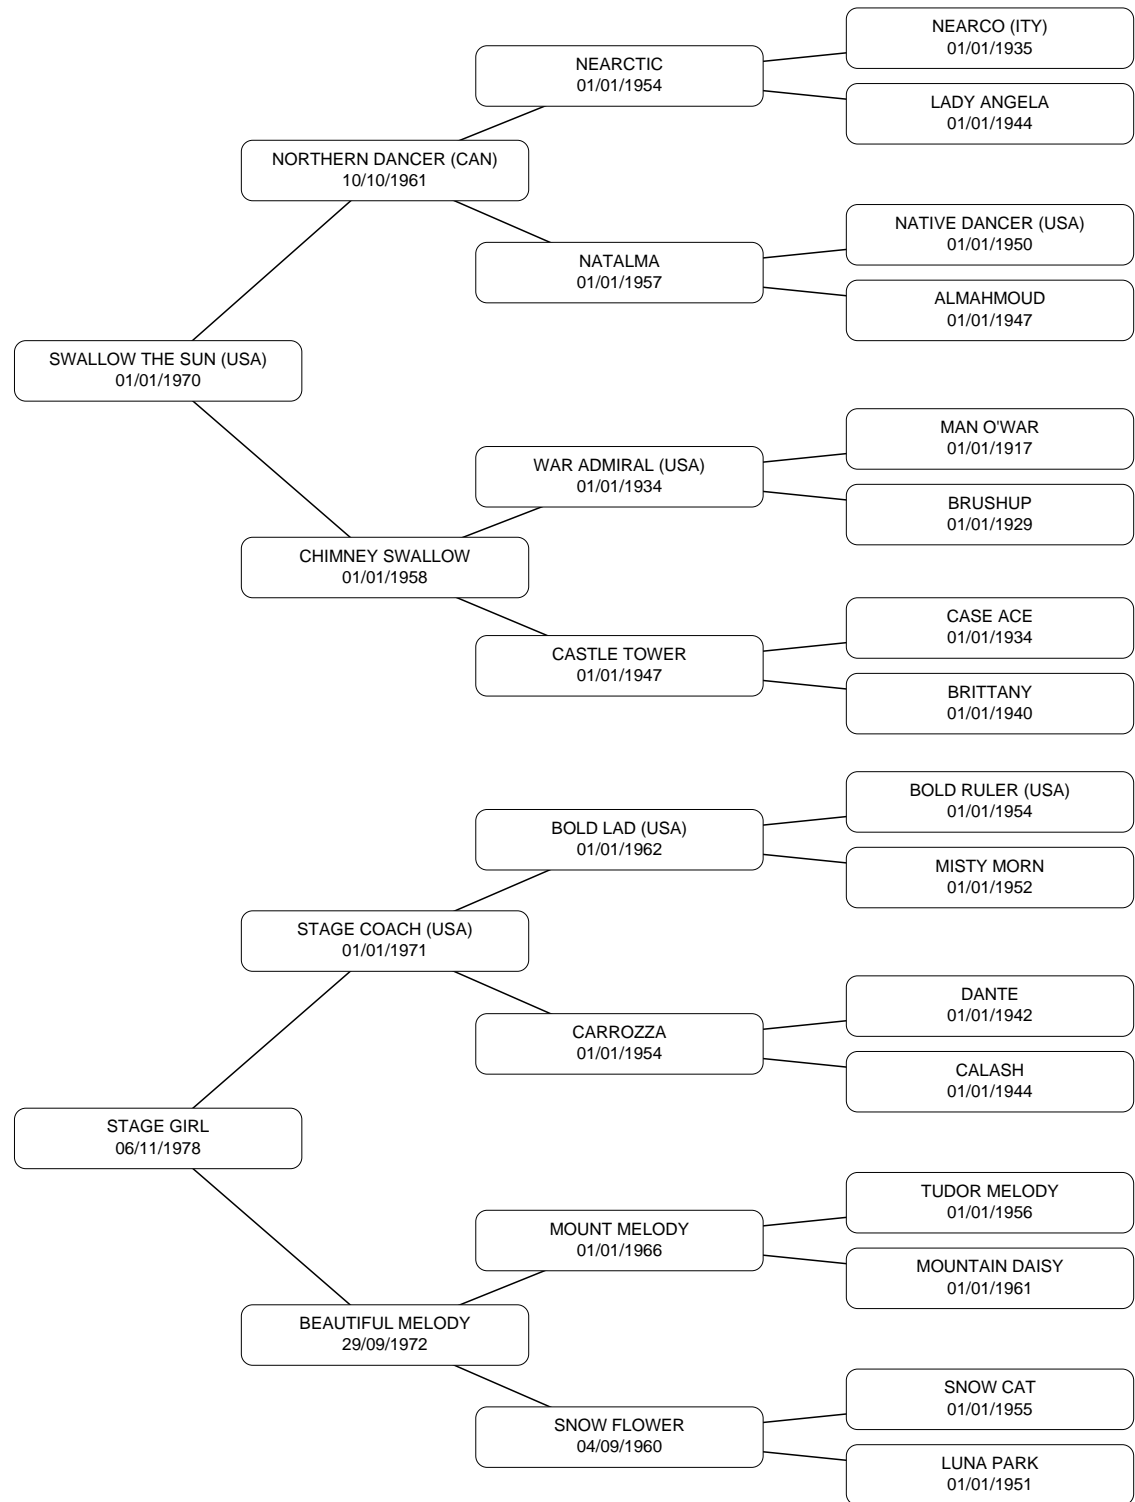 NEARCO (ITY)
01/01/1935
NEARCTIC
01/01/1954
LADY ANGELA
01/01/1944
NORTHERN DANCER (CAN)
10/10/1961
NATIVE DANCER (USA)
01/01/1950
NATALMA
01/01/1957
ALMAHMOUD
01/01/1947
SWALLOW THE SUN (USA)
01/01/1970
MAN O'WAR
01/01/1917
WAR ADMIRAL (USA)
01/01/1934
BRUSHUP
01/01/1929
CHIMNEY SWALLOW
01/01/1958
CASE ACE
01/01/1934
CASTLE TOWER
01/01/1947
BRITTANY
01/01/1940
BOLD RULER (USA)
01/01/1954
BOLD LAD (USA)
01/01/1962
MISTY MORN
01/01/1952
STAGE COACH (USA)
01/01/1971
DANTE
01/01/1942
CARROZZA
01/01/1954
CALASH
01/01/1944
STAGE GIRL
06/11/1978
TUDOR MELODY
01/01/1956
MOUNT MELODY
01/01/1966
MOUNTAIN DAISY
01/01/1961
BEAUTIFUL MELODY
29/09/1972
SNOW CAT
01/01/1955
SNOW FLOWER
04/09/1960
LUNA PARK
01/01/1951